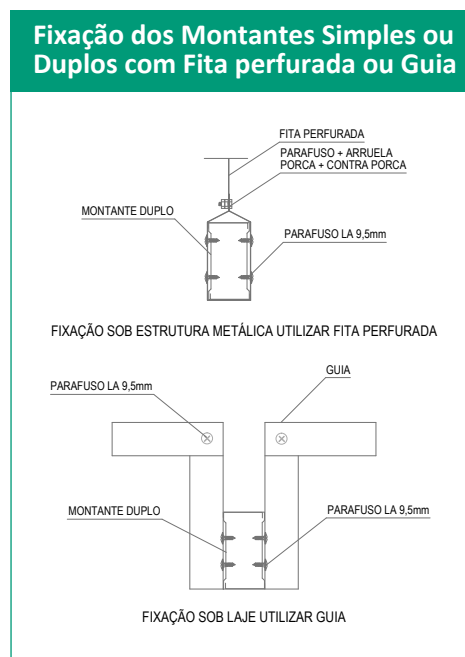 Fixação dos Montantes Simples ou
Duplos com Fita perfurada ou Guia
FITA PERFURADA
PARAFUSO + ARRUELA
PORCA + CONTRA PORCA
MONTANTE DUPLO
PARAFUSO LA 9,5mm
FIXAÇÃO SOB ESTRUTURA METÁLICA UTILIZAR FITA PERFURADA
GUIA
PARAFUSO LA 9,5mm
MONTANTE DUPLO
PARAFUSO LA 9,5mm
FIXAÇÃO SOB LAJE UTILIZAR GUIA